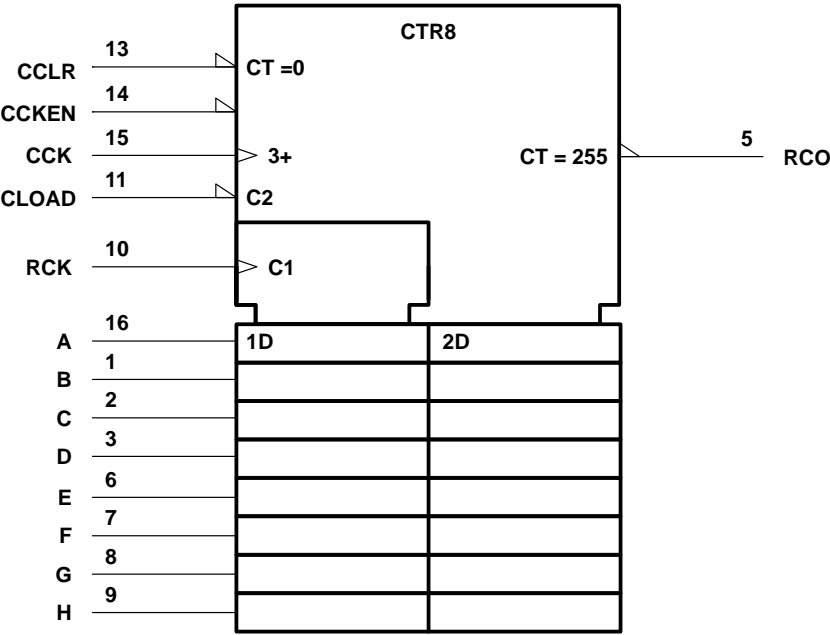 CTR8
CCLR 13 CT =0
CCKEN 14
CCK 15 3+ CT = 255 5 RCO
CLOAD 11 C2
RCK 10 C1
A 16 1D 2D
B 1
C 2
D 3
E 6
F 7
G 8
H 9